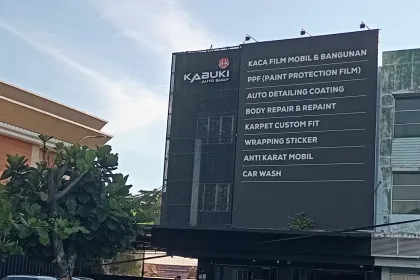 KABUKI
AUTO SHOP
KACA FILM MOBIL & BANGUNAN
PPF (PAINT PROTECTION FILM)
AUTO DETAILING COATING
BODY REPAIR & REPAINT
KARPET CUSTOM FIT
WRAPPING STICKER
ANTI KARAT MOBIL
CAR WASH